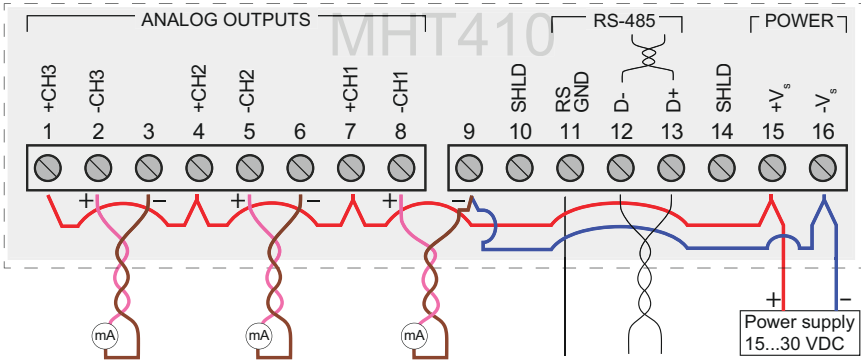 ANALOG OUTPUTS
RS-485
POWER
MHT410
+CH3
-CH3
+CH2
-CH2
+CH1
-CH1
SHLD
RS
GND
D-
D+
SHLD
+Vs
-Vs
1 2 3 4 5 6 7 8 9 10 11 12 13 14 15 16
+ − + − + −
+ −
mA mA mA
Power supply
15...30 VDC